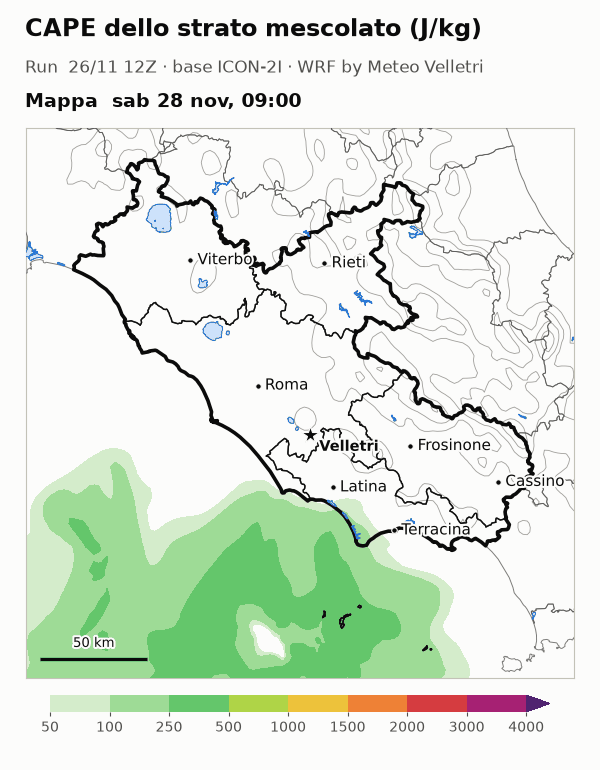 CAPE dello strato mescolato (J/kg)
Run  26/11 12Z · base ICON-2I · WRF by Meteo Velletri
Mappa  sab 28 nov, 09:00
Viterbo
Rieti
Roma
Velletri
Frosinone
Latina
Cassino
Terracina
50 km
50 100 250 500 1000 1500 2000 3000 4000